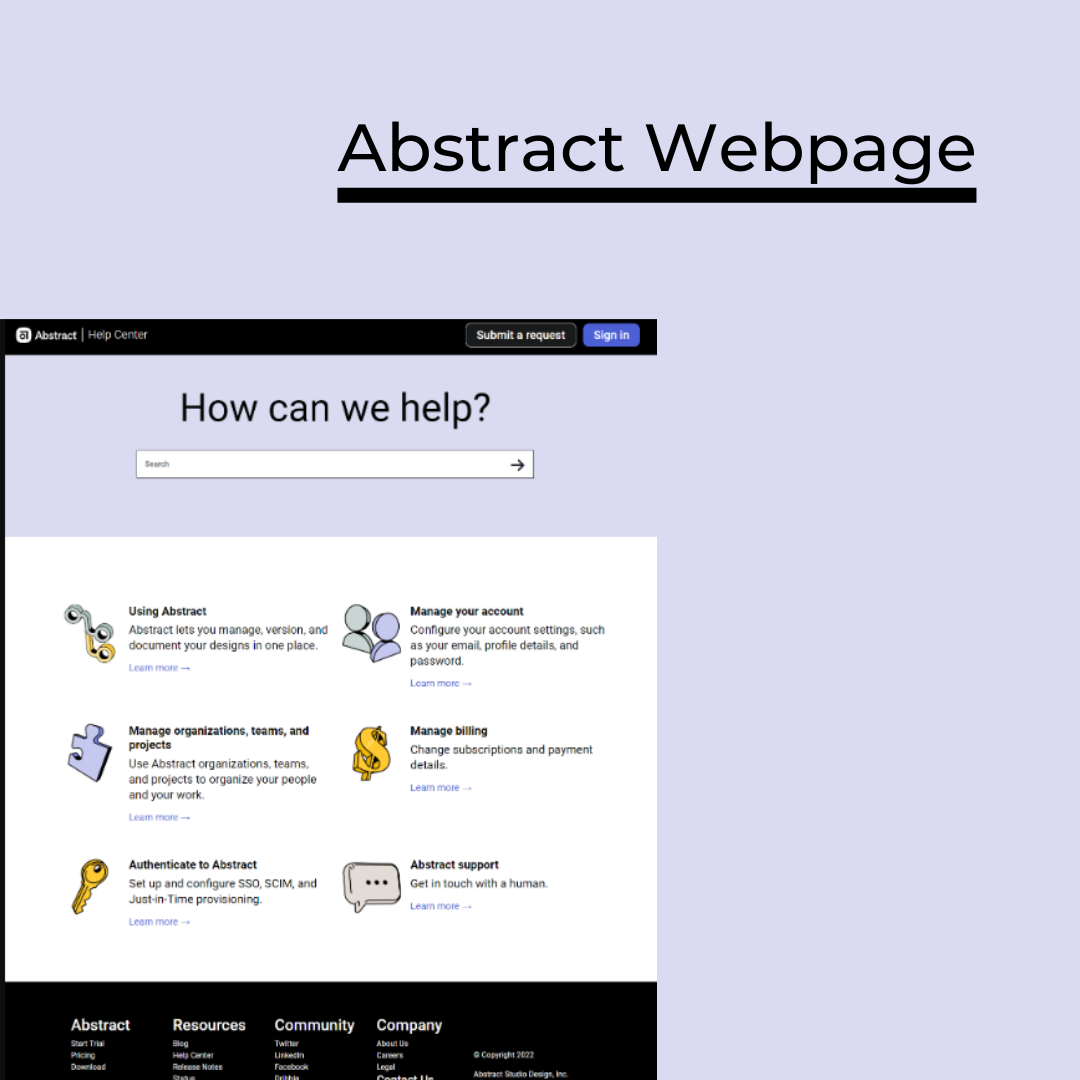 Abstract Webpage
Abstract | Help Center
Submit a request
Sign in
How can we help?
Search →
Using Abstract
Abstract lets you manage, version, and
document your designs in one place.
Learn more →
Manage your account
Configure your account settings, such
as your email, profile details, and
password.
Learn more →
Manage organizations, teams, and
projects
Use Abstract organizations, teams,
and projects to organize your people
and your work.
Learn more →
Manage billing
Change subscriptions and payment
details.
Learn more →
Authenticate to Abstract
Set up and configure SSO, SCIM, and
Just-in-Time provisioning.
Learn more →
Abstract support
Get in touch with a human.
Learn more →
Abstract
Start Trial
Pricing
Download
Resources
Blog
Help Center
Release Notes
Status
Community
Twitter
LinkedIn
Facebook
Dribble
Company
About Us
Careers
Legal
Contact Us
© Copyright 2022
Abstract Studio Design, Inc.